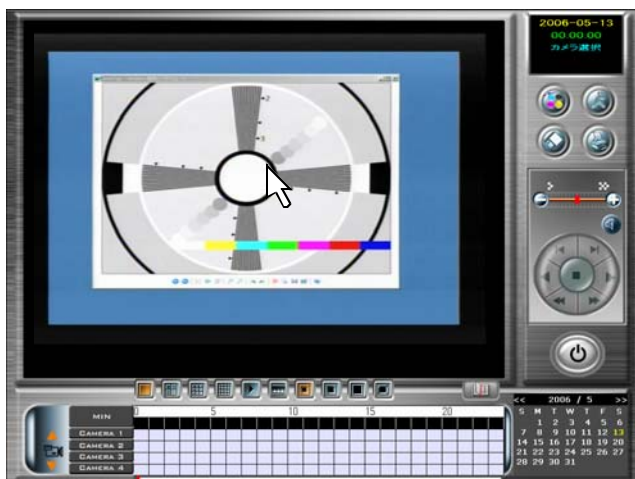 2006-05-13
00:00:00
カメラ選択
2
3
MIN 0 5 10 15 20
CAMERA 1
CAMERA 2
CAMERA 3
CAMERA 4
<< 2006 / 5 >>
S M T W T F S
1 2 3 4 5 6
7 8 9 10 11 12 13
14 15 16 17 18 19 20
21 22 23 24 25 26 27
28 29 30 31